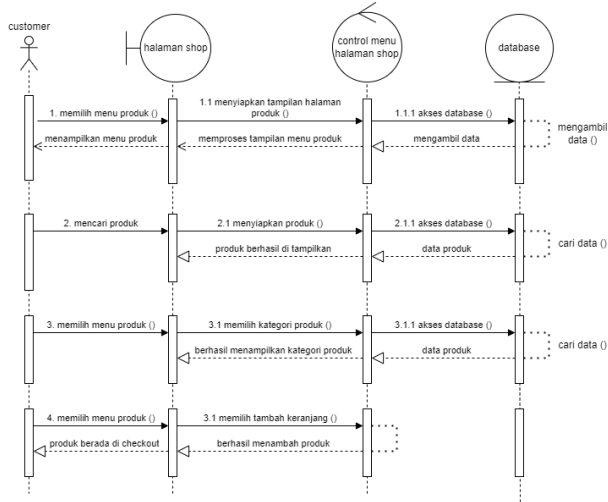 customer
halaman shop
control menu
halaman shop
database
1. memilih menu produk ()
1.1 menyiapkan tampilan halaman
produk ()
1.1.1 akses database ()
menampilkan menu produk
memproses tampilan menu produk
mengambil data
mengambil
data ()
2. mencari produk
2.1 menyiapkan produk ()
2.1.1 akses database ()
produk berhasil di tampilkan
data produk
cari data ()
3. memilih menu produk ()
3.1 memilih kategori produk ()
3.1.1 akses database ()
berhasil menampilkan kategori produk
data produk
cari data ()
4. memilih menu produk ()
3.1 memilih tambah keranjang ()
produk berada di checkout
berhasil menambah produk